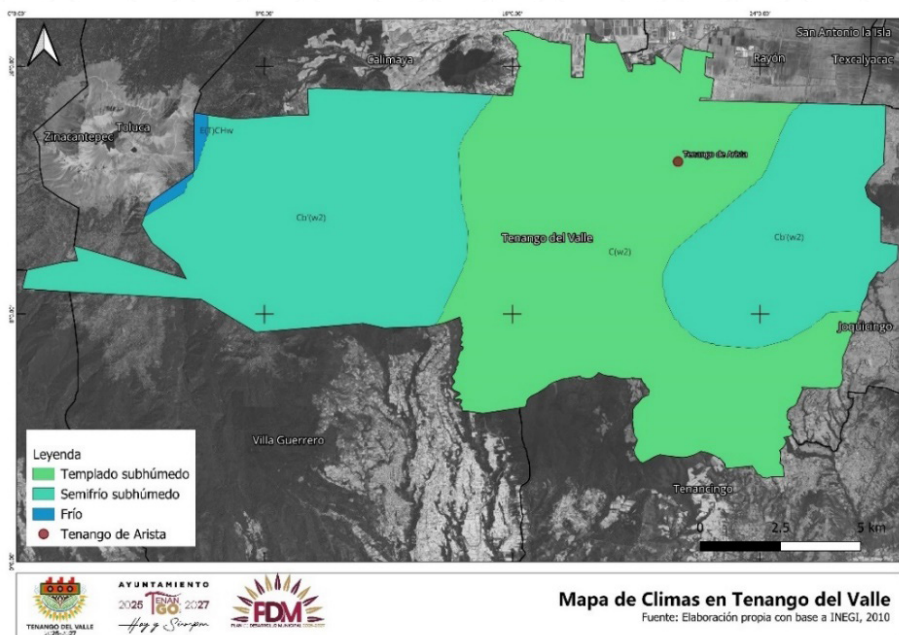 San Antonio la Isla
Calimaya
Rayón
Texcalyacac
Toluca
Zinacantepec
E(T)CHw
Tenango de Arista
Cb'(w2)
Tenango del Valle
C(w2)
Cb'(w2)
Joquicingo
Villa Guerrero
Tenancingo
Leyenda
Templado subhúmedo
Semifrío subhúmedo
Frío
Tenango de Arista
0 2.5 5 km
AYUNTAMIENTO
2025 TENANGO 2027
Hoy y Siempre
TENANGO DEL VALLE
FDM
Mapa de Climas en Tenango del Valle
Fuente: Elaboración propia con base a INEGI, 2010